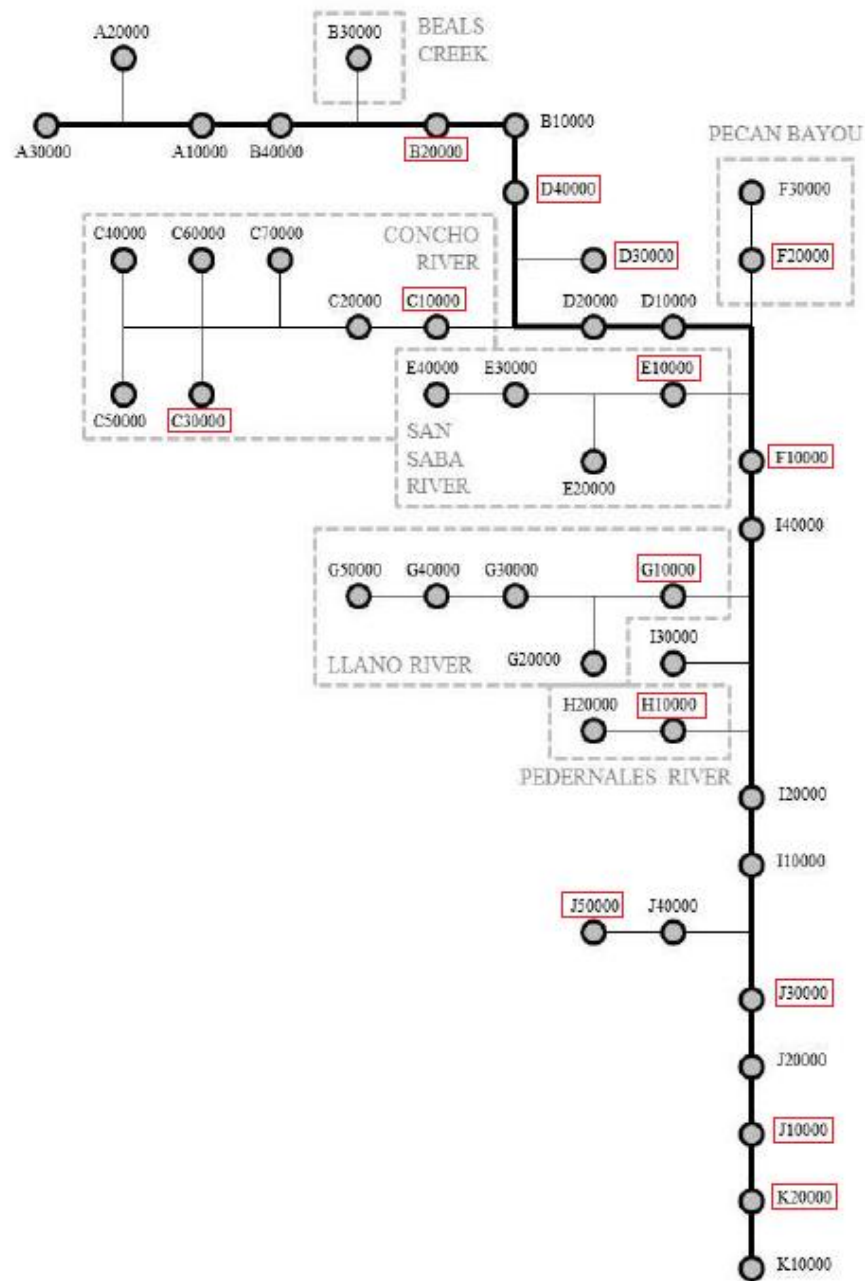 A20000
B30000
BEALS
CREEK
A30000
A10000
B40000
B20000
B10000
PECAN BAYOU
D40000
F30000
C40000
C60000
C70000
CONCHO
RIVER
D30000
F20000
C20000
C10000
D20000
D10000
E40000
E30000
E10000
C50000
C30000
SAN
SABA
RIVER
E20000
F10000
I40000
G50000
G40000
G30000
G10000
LLANO RIVER
G20000
I30000
H20000
H10000
PEDERNALES RIVER
I20000
I10000
J50000
J40000
J30000
J20000
J10000
K20000
K10000